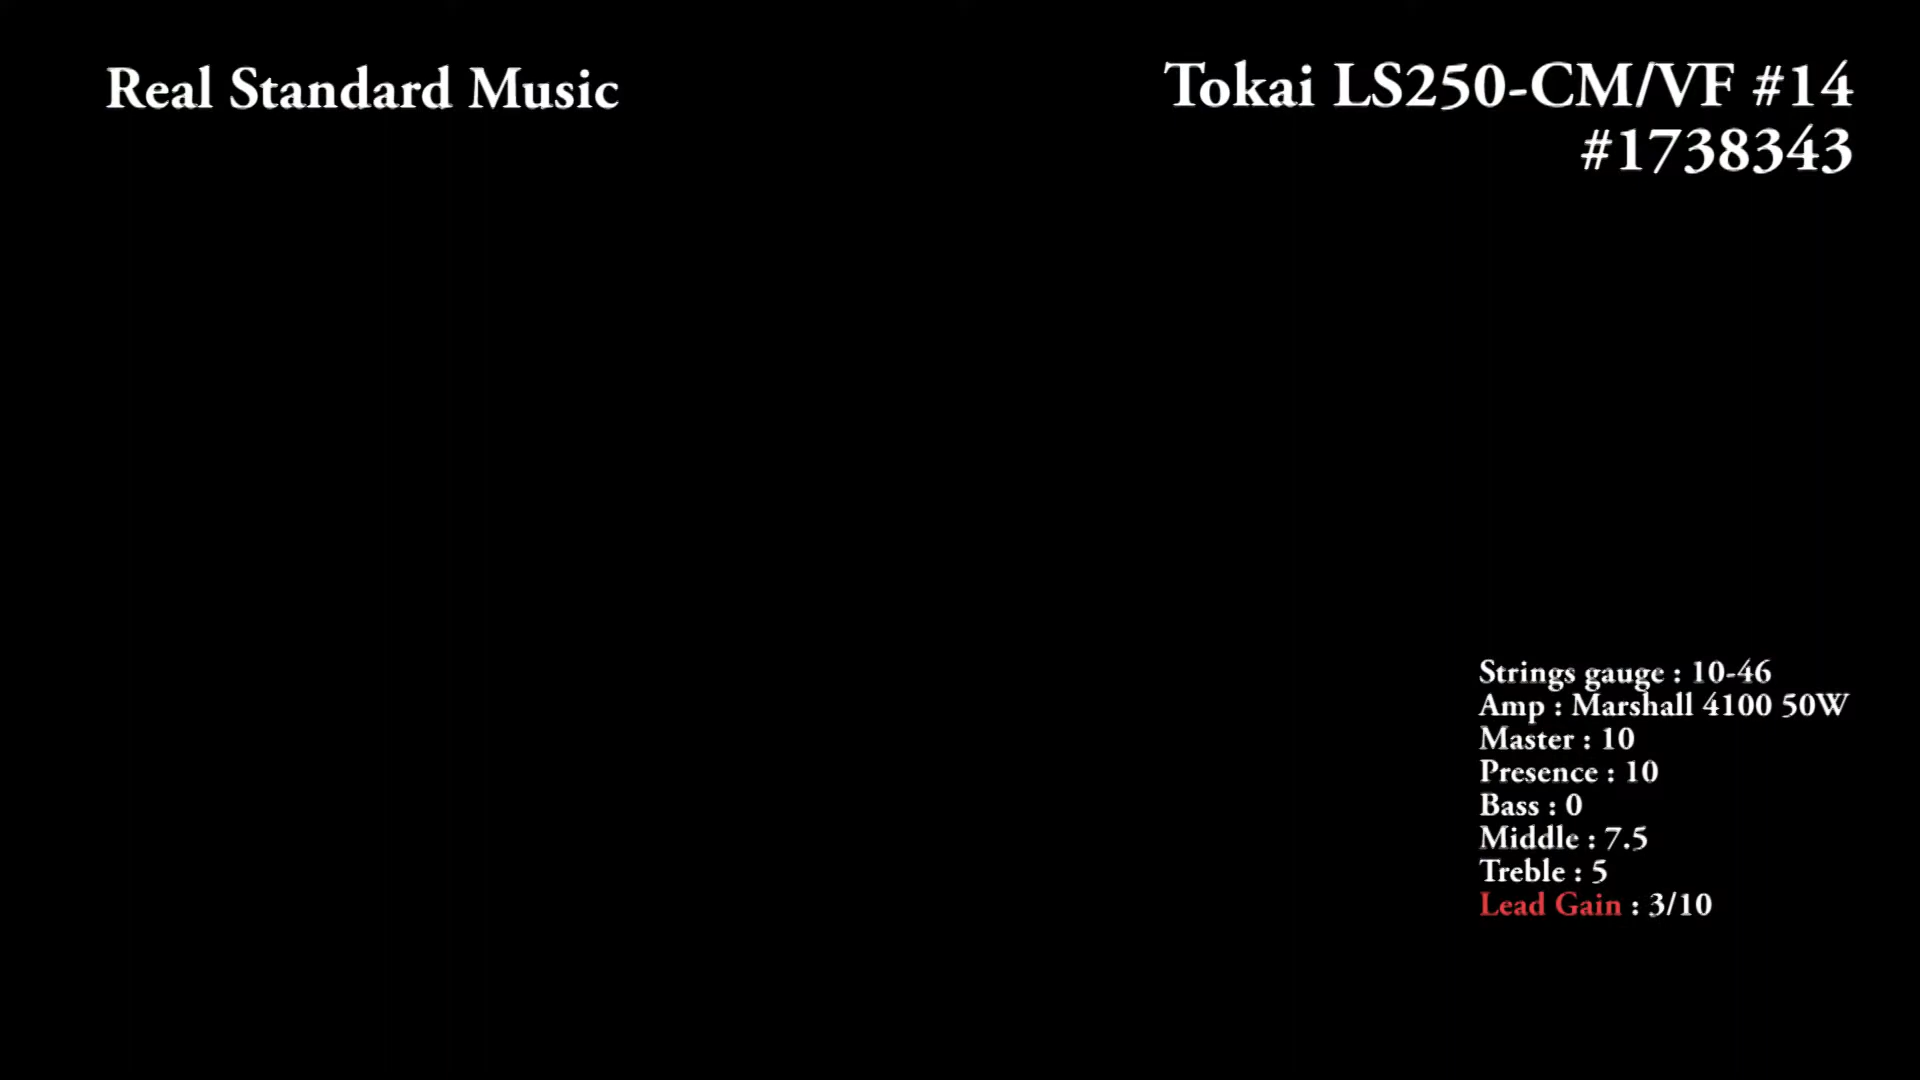 Real Standard Music
Tokai LS250-CM/VF #14
#1738343
Strings gauge : 10-46
Amp : Marshall 4100 50W
Master : 10
Presence : 10
Bass : 0
Middle : 7.5
Treble : 5
Lead Gain : 3/10